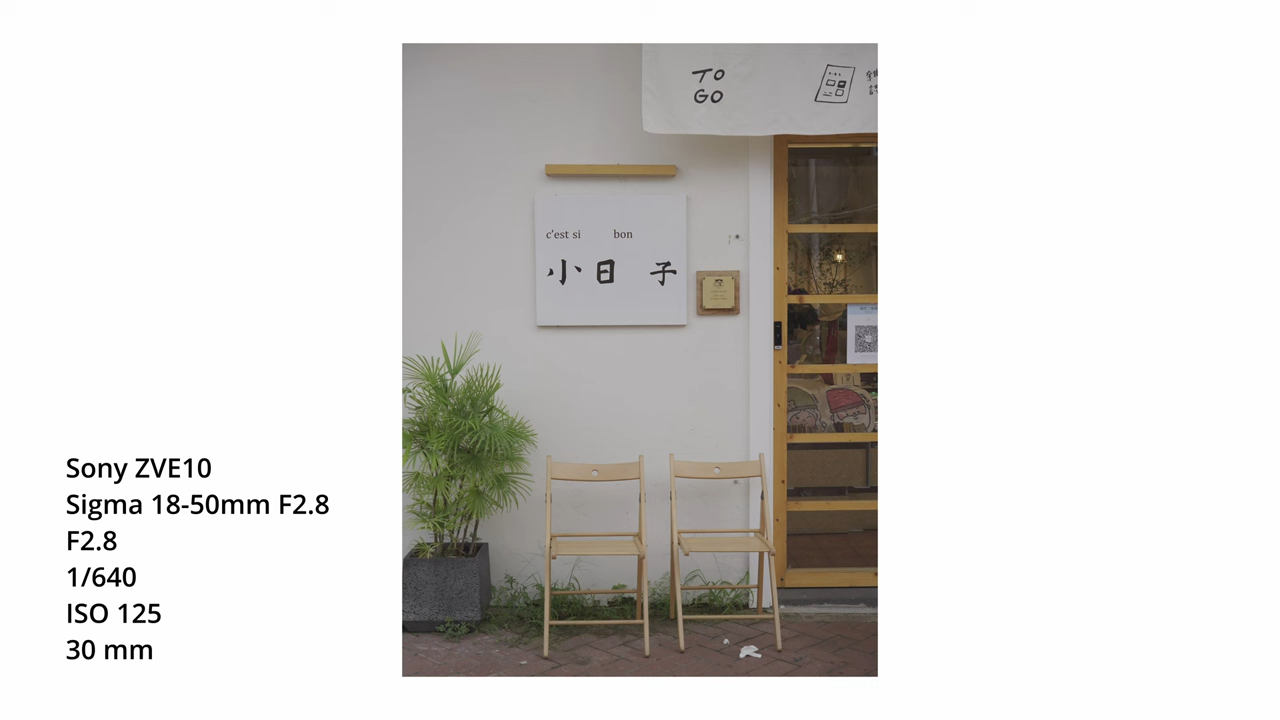 TO
GO
c'est si bon
小日 子
Sony ZVE10
Sigma 18-50mm F2.8
F2.8
1/640
ISO 125
30 mm